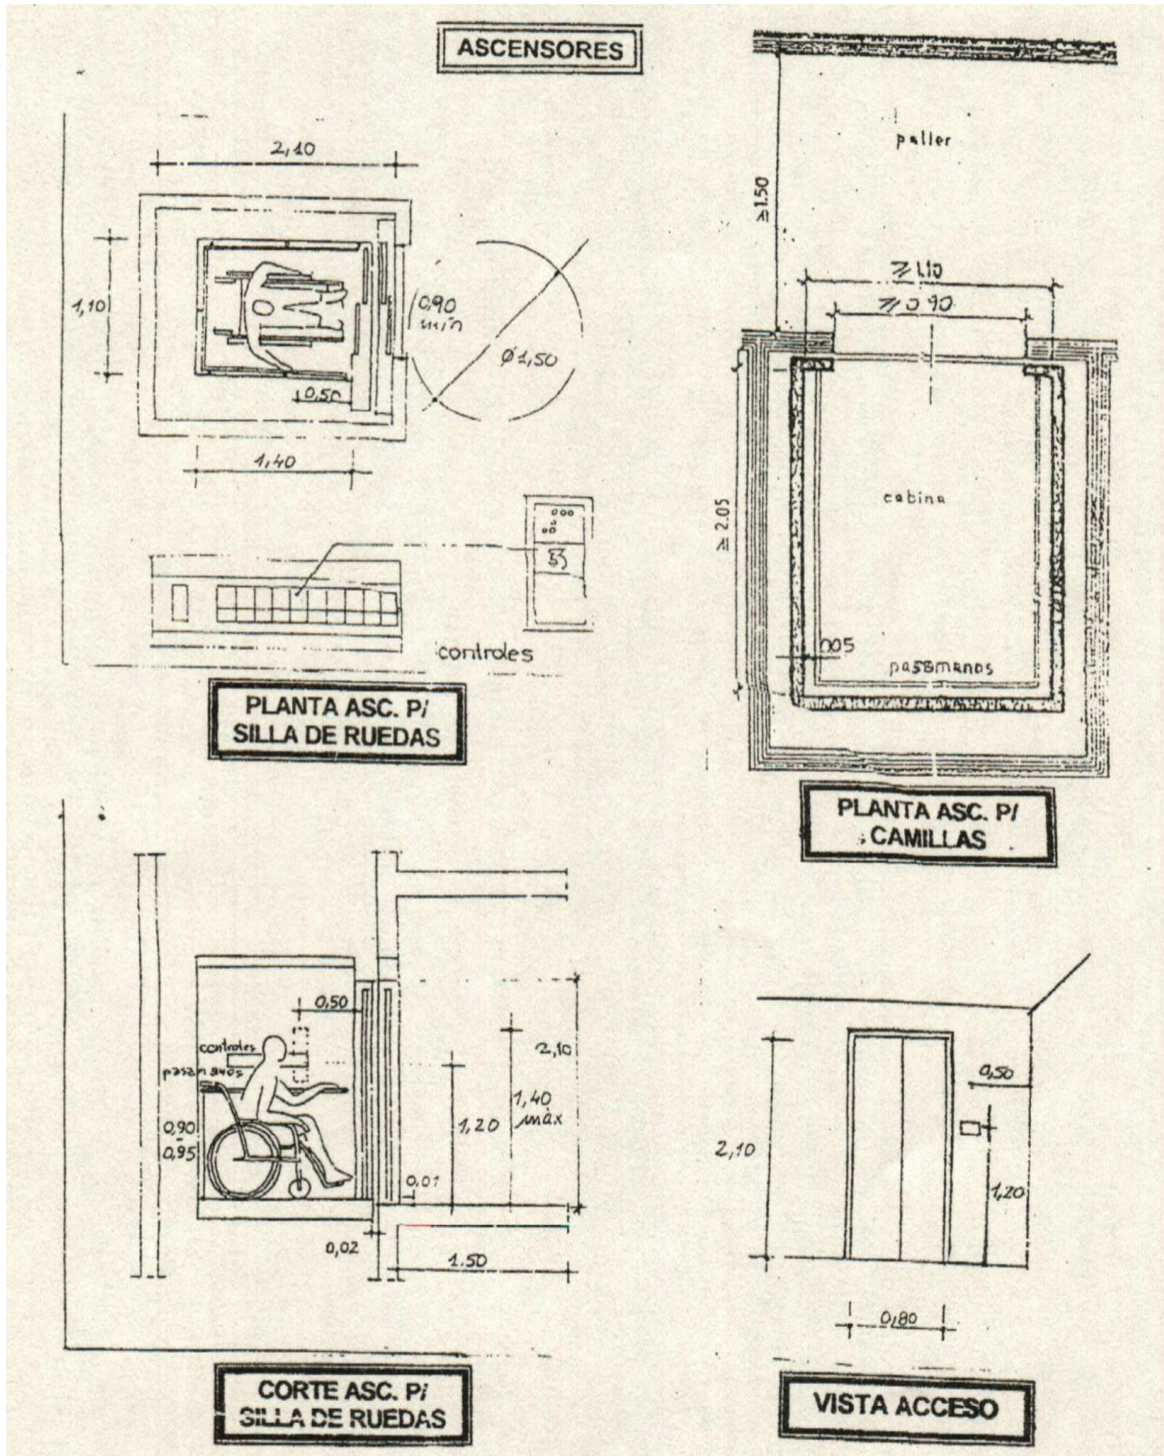 ASCENSORES
2,10
1,10
0,90
mín
Ø 1,50
0,50
1,40
controles
PLANTA ASC. P/
SILLA DE RUEDAS
palier
≥1.50
≥1.10
≥0.90
≥2.05
cabina
0.05
pasamanos
PLANTA ASC. P/
CAMILLAS
0,50
controles
pasamanos
0,90
0,95
2,10
1,40
máx
1,20
0,01
0,02
1.50
CORTE ASC. P/
SILLA DE RUEDAS
0,50
2,10
1,20
0,80
VISTA ACCESO